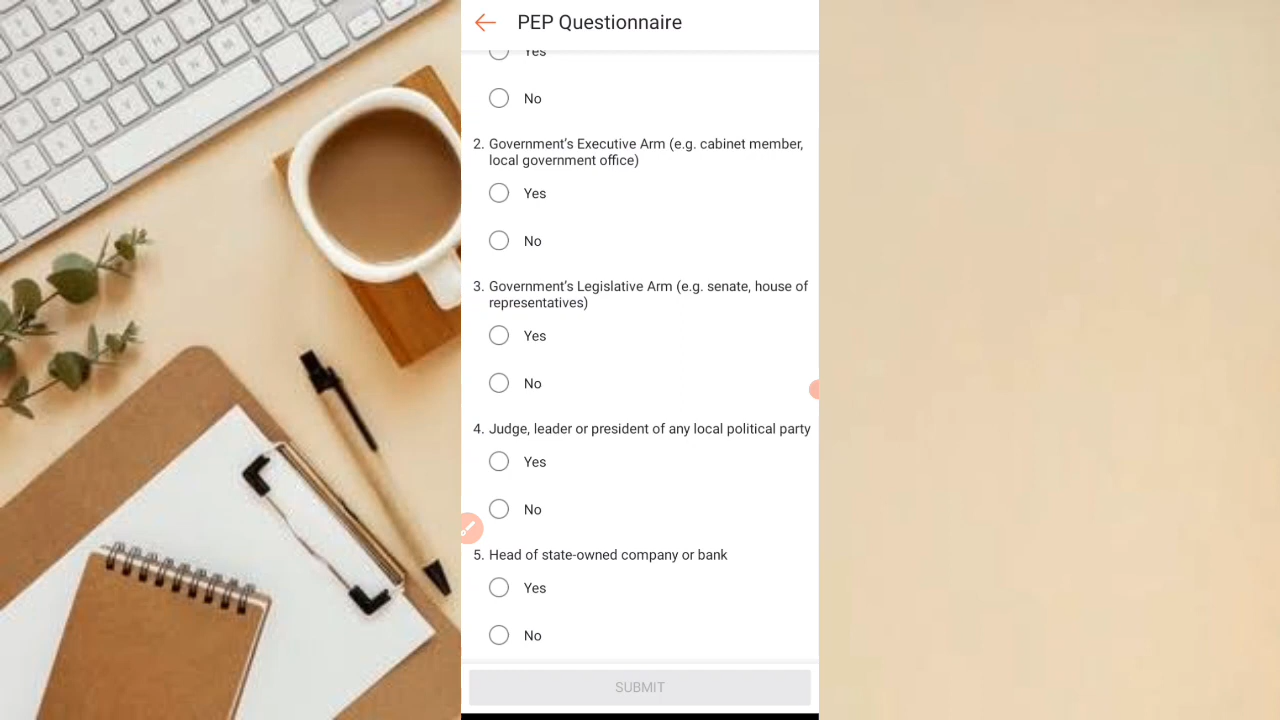 PEP Questionnaire
Yes
No
2. Government's Executive Arm (e.g. cabinet member,
local government office)
Yes
No
3. Government's Legislative Arm (e.g. senate, house of
representatives)
Yes
No
4. Judge, leader or president of any local political party
Yes
No
5. Head of state-owned company or bank
Yes
No
SUBMIT